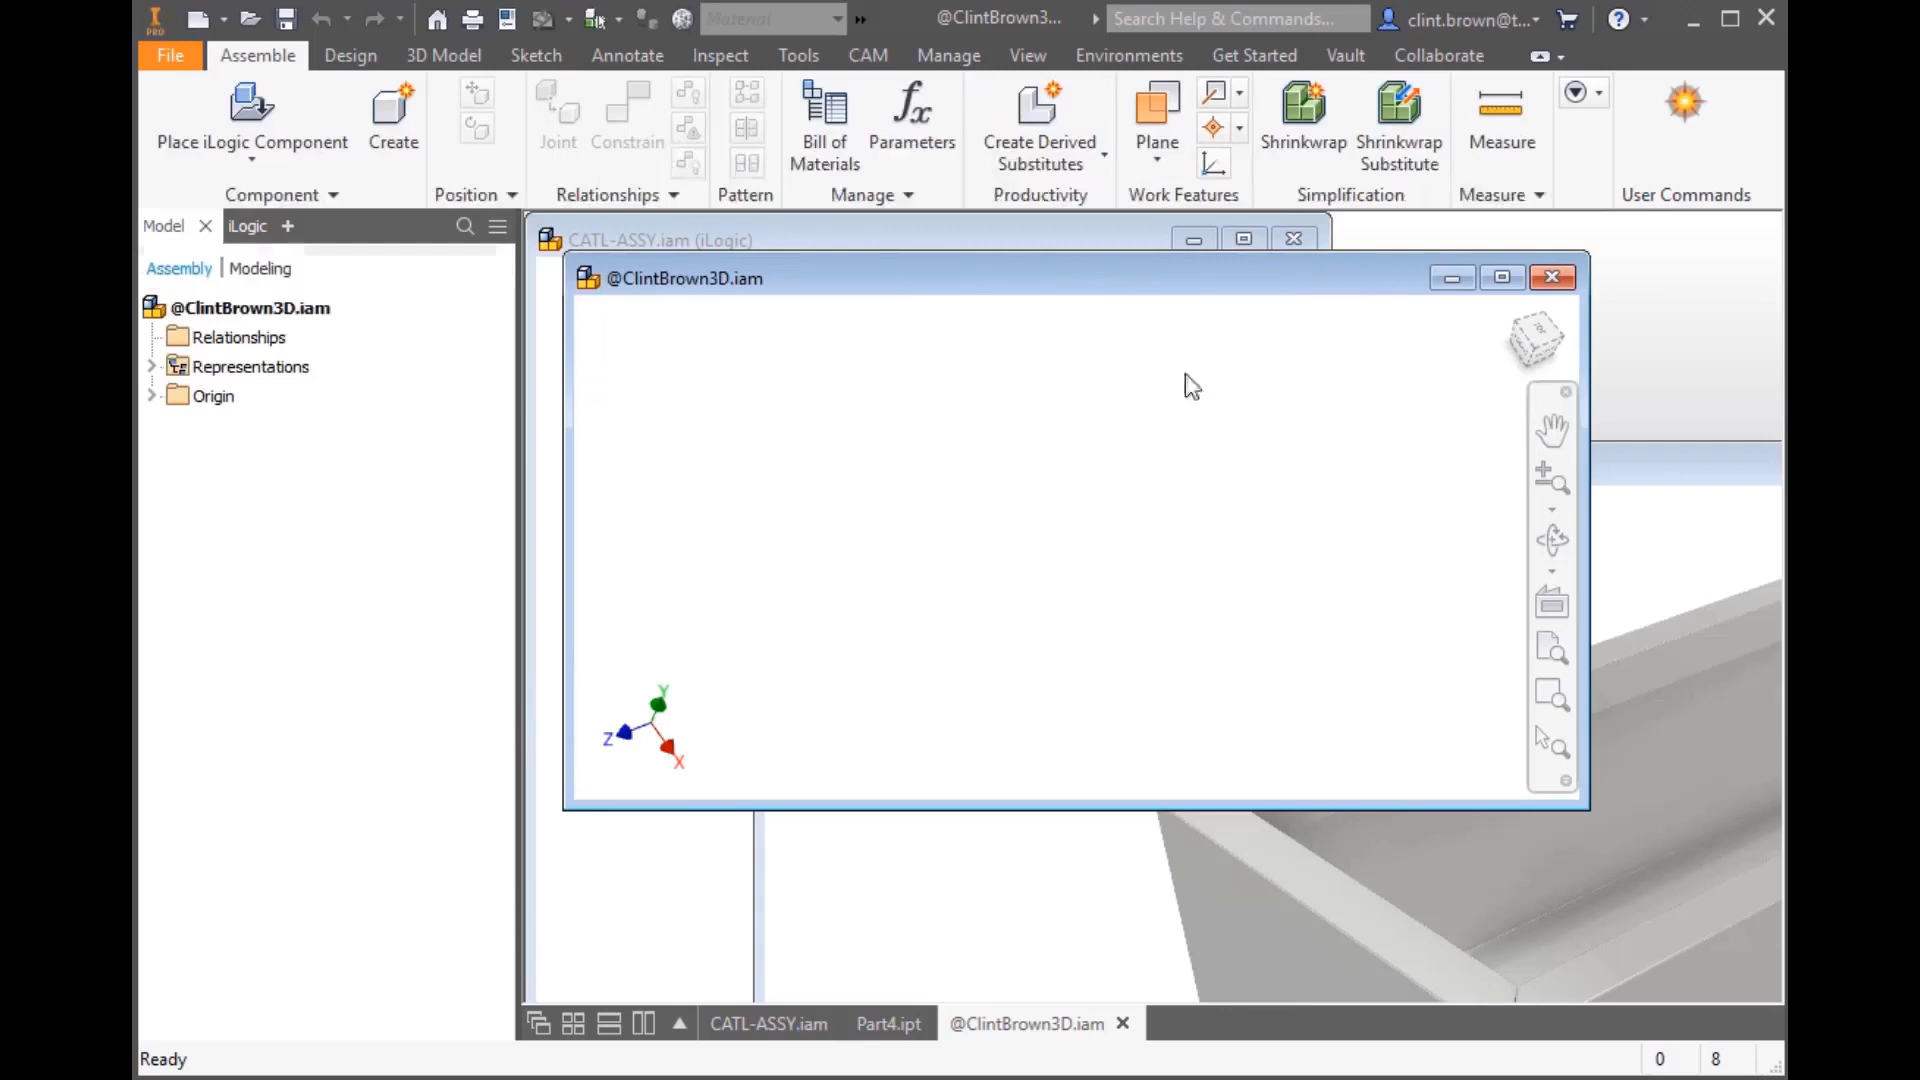 PRO
Material
@ClintBrown3...
Search Help & Commands...
clint.brown@t...
File
Assemble
Design
3D Model
Sketch
Annotate
Inspect
Tools
CAM
Manage
View
Environments
Get Started
Vault
Collaborate
Place iLogic Component
Create
Joint
Constrain
Bill of
Materials
Parameters
Create Derived
Substitutes
Plane
Shrinkwrap
Shrinkwrap
Substitute
Measure
Component
Position
Relationships
Pattern
Manage
Productivity
Work Features
Simplification
Measure
User Commands
Model
iLogic +
Assembly | Modeling
@ClintBrown3D.iam
Relationships
Representations
Origin
CATL-ASSY.iam (iLogic)
@ClintBrown3D.iam
Y
Z
X
CATL-ASSY.iam
Part4.ipt
@ClintBrown3D.iam
Ready
0
8